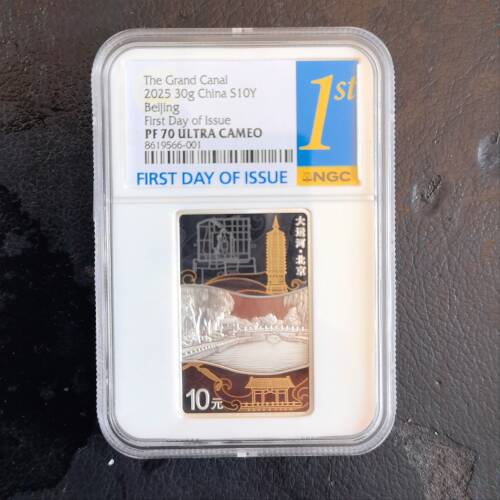 The Grand Canal
2025 30g China S10Y
Beijing
First Day of Issue
PF 70 ULTRA CAMEO
8619566-001
FIRST DAY OF ISSUE
1st
NGC
大运河·北京
10元